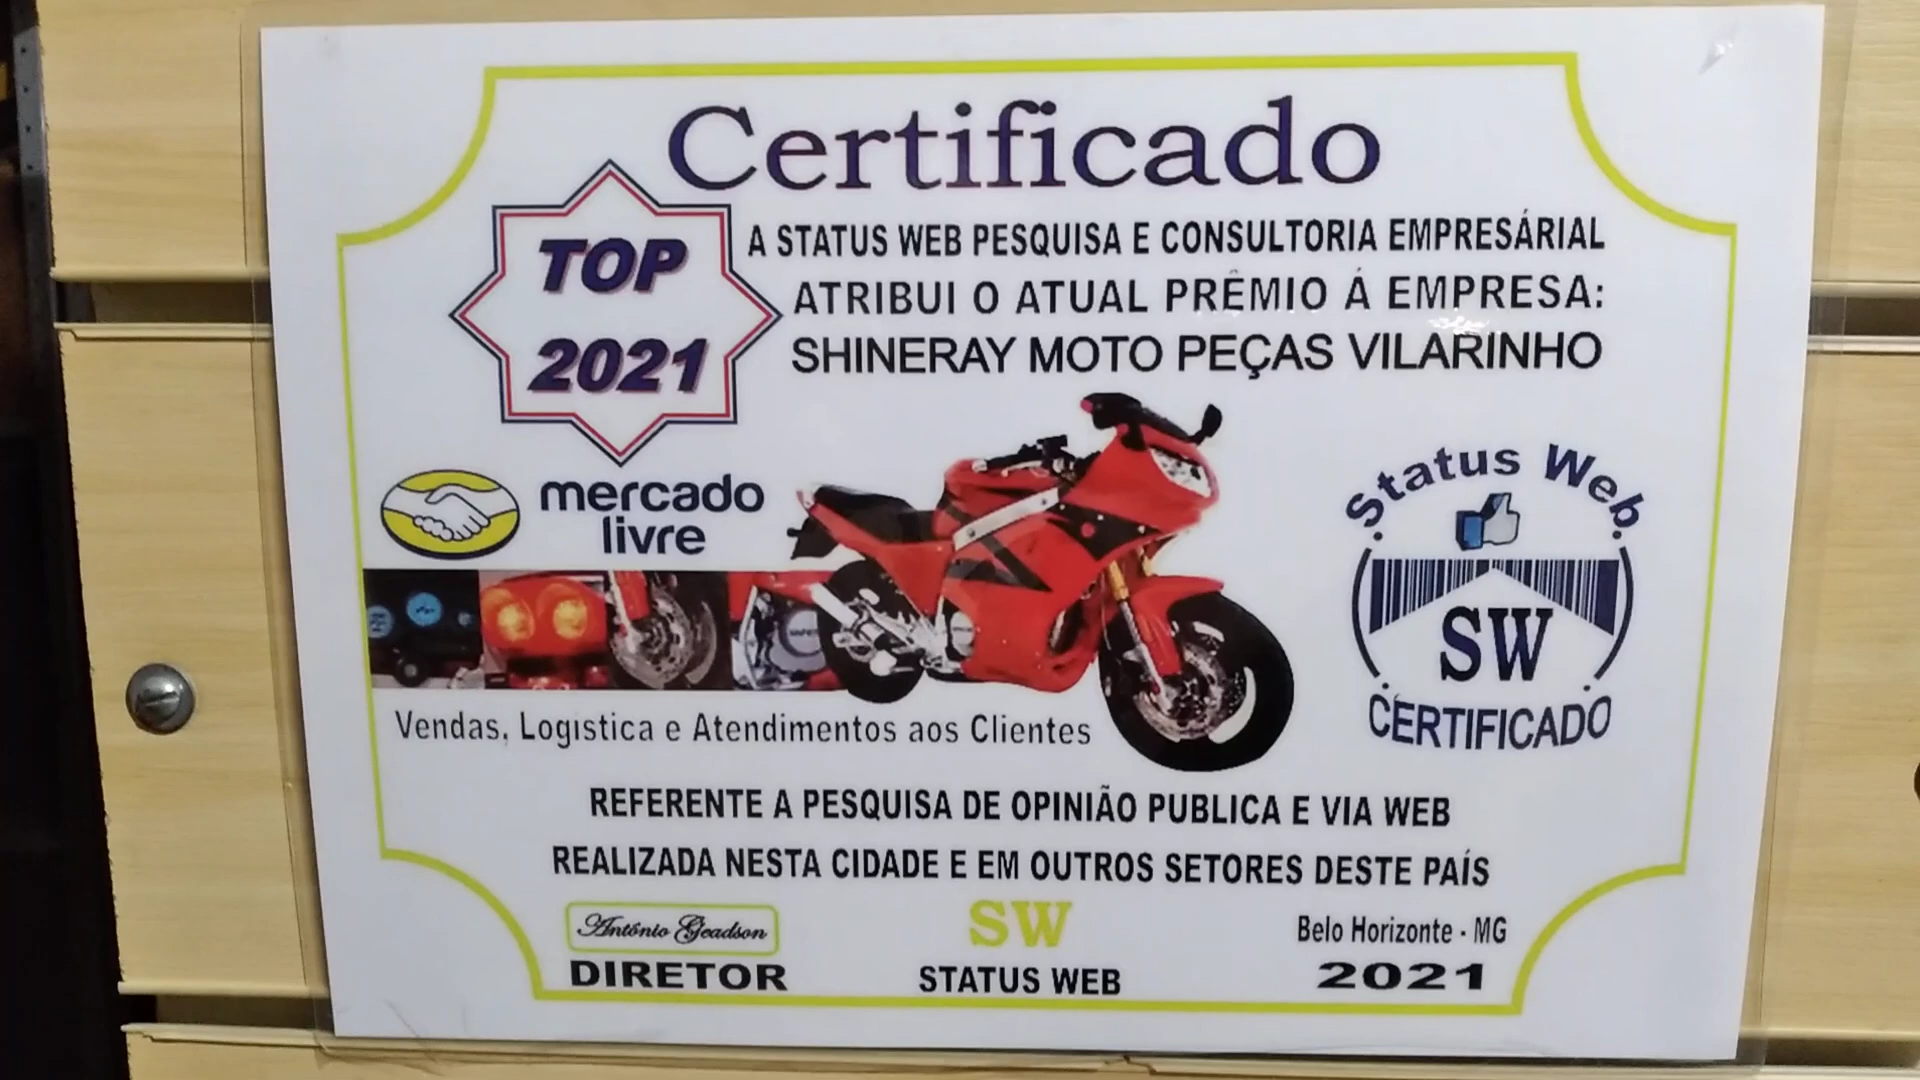 Certificado
TOP
2021
A STATUS WEB PESQUISA E CONSULTORIA EMPRESÁRIAL
ATRIBUI O ATUAL PRÊMIO Á EMPRESA:
SHINERAY MOTO PEÇAS VILARINHO
mercado
livre
Status Web
SW
CERTIFICADO
Vendas, Logistica e Atendimentos aos Clientes
REFERENTE A PESQUISA DE OPINIÃO PUBLICA E VIA WEB
REALIZADA NESTA CIDADE E EM OUTROS SETORES DESTE PAÍS
Antônio Geadson
DIRETOR
SW
STATUS WEB
Belo Horizonte - MG
2021